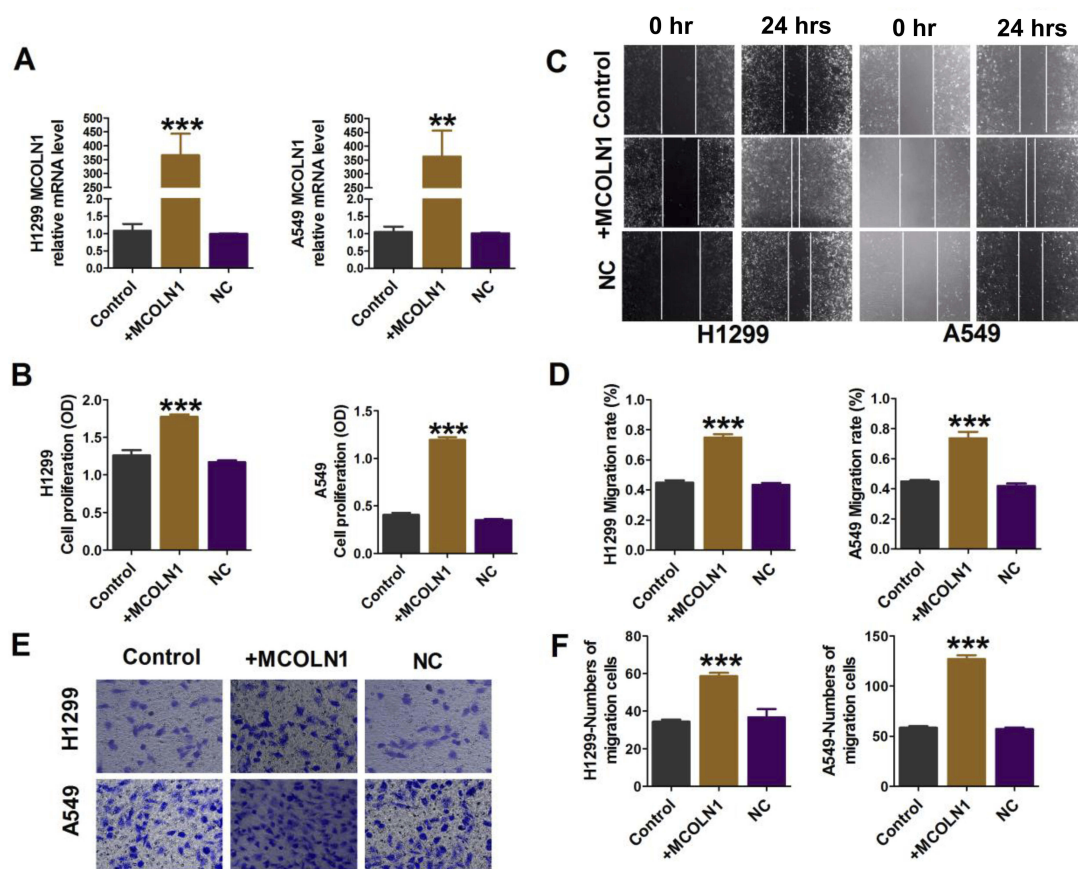 A
H1299 MCOLN1
relative mRNA level
500
450
400
350
300
250
2.0
1.5
1.0
0.5
0.0
***
Control
+MCOLN1
NC
A549 MCOLN1
relative mRNA level
500
450
400
350
300
250
2.0
1.5
1.0
0.5
0.0
**
Control
+MCOLN1
NC
B
H1299
Cell proliferation (OD)
2.0
1.5
1.0
0.5
0.0
***
Control
+MCOLN1
NC
A549
Cell proliferation (OD)
1.5
1.0
0.5
0.0
***
Control
+MCOLN1
NC
C
0 hr
24 hrs
0 hr
24 hrs
Control
+MCOLN1
NC
H1299
A549
D
H1299 Migration rate (%)
1.0
0.8
0.6
0.4
0.2
0.0
***
Control
+MCOLN1
NC
A549 Migration rate (%)
1.0
0.8
0.6
0.4
0.2
0.0
***
Control
+MCOLN1
NC
E
Control
+MCOLN1
NC
H1299
A549
F
H1299-Numbers of
migration cells
80
60
40
20
0
***
Control
+MCOLN1
NC
A549-Numbers of
migration cells
150
100
50
0
***
Control
+MCOLN1
NC